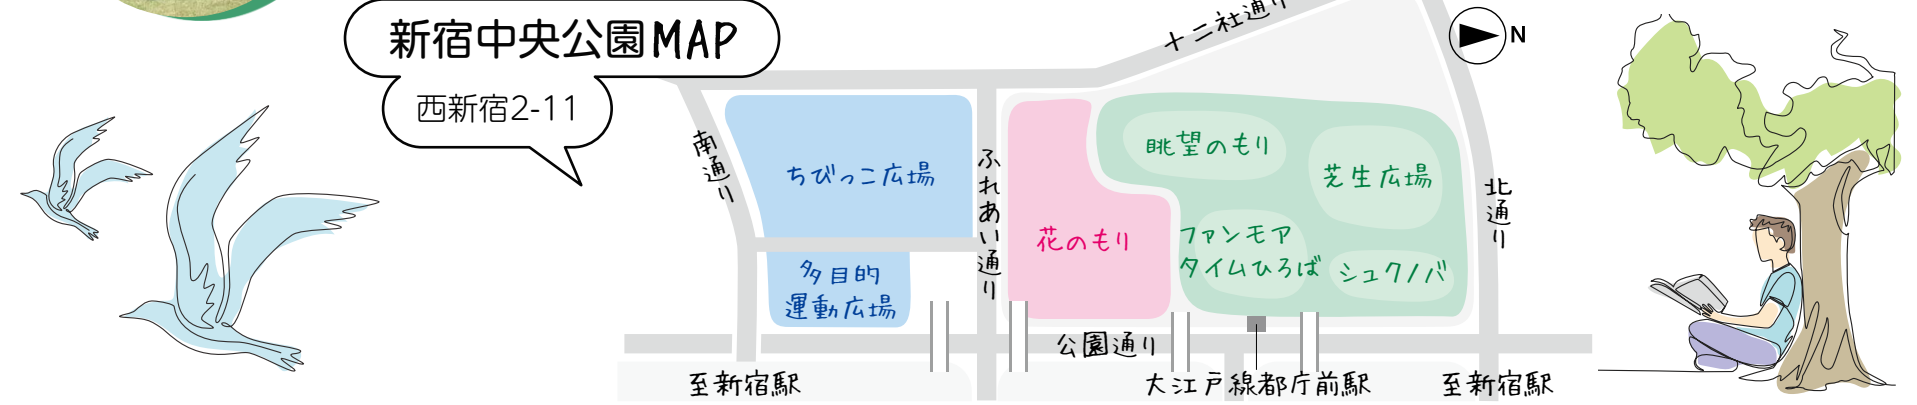 新宿中央公園MAP
西新宿2-11
十二社通り
N
南通り
ちびっこ広場
ふれあい通り
花のもり
眺望のもり
芝生広場
北通り
ファンモア
タイムひろば
シュクノバ
多目的
運動広場
公園通り
至新宿駅
大江戸線都庁前駅
至新宿駅